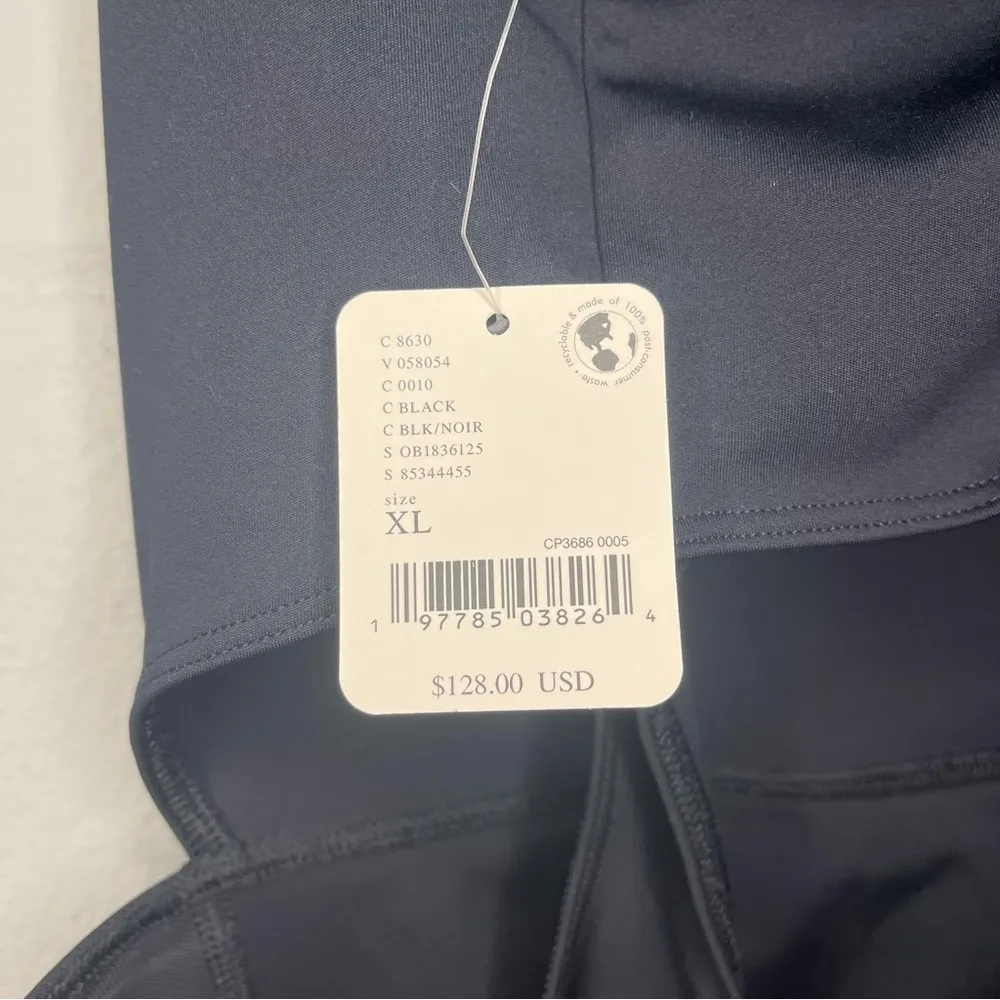 C 8630
V 058054
C 0010
C BLACK
C BLK/NOIR
S OB1836125
S 85344455
size
XL
recyclable & made of 100% post-consumer waste •
CP3686 0005
1 97785 03826 4
$128.00 USD